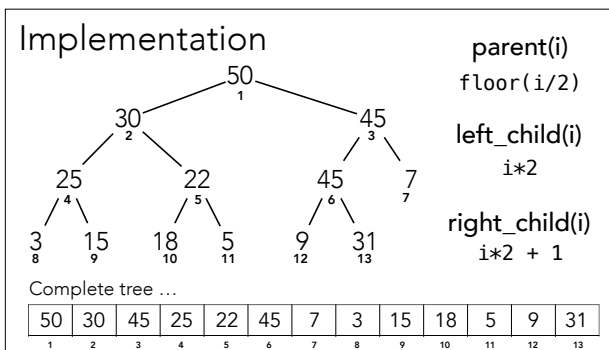 Implementation
50
1
30 45
2 3
25 22 45 7
4 5 6 7
3 15 18 5 9 31
8 9 10 11 12 13
parent(i)
floor(i/2)
left_child(i)
i*2
right_child(i)
i*2 + 1
Complete tree ...
50 30 45 25 22 45 7 3 15 18 5 9 31
1 2 3 4 5 6 7 8 9 10 11 12 13